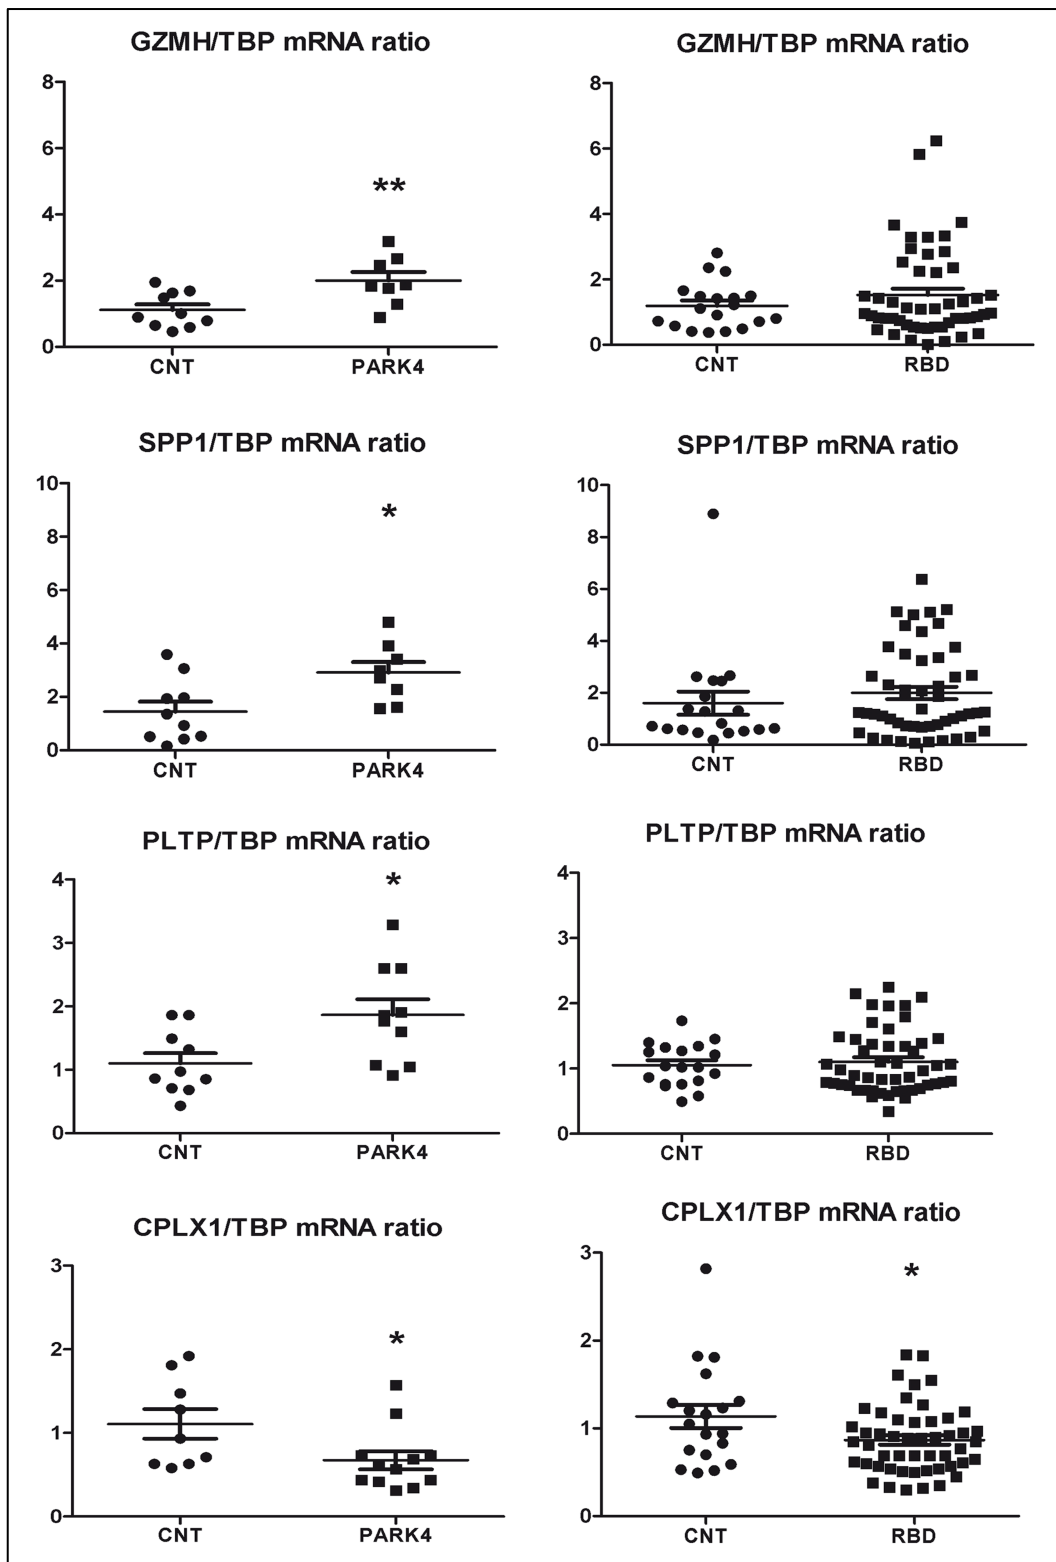 GZMH/TBP mRNA ratio
8
6
4
2
0
**
CNT
PARK4
GZMH/TBP mRNA ratio
8
6
4
2
0
CNT
RBD
SPP1/TBP mRNA ratio
10
8
6
4
2
0
*
CNT
PARK4
SPP1/TBP mRNA ratio
10
8
6
4
2
0
CNT
RBD
PLTP/TBP mRNA ratio
4
3
2
1
0
*
CNT
PARK4
PLTP/TBP mRNA ratio
4
3
2
1
0
CNT
RBD
CPLX1/TBP mRNA ratio
3
2
1
0
*
CNT
PARK4
CPLX1/TBP mRNA ratio
3
2
1
0
*
CNT
RBD